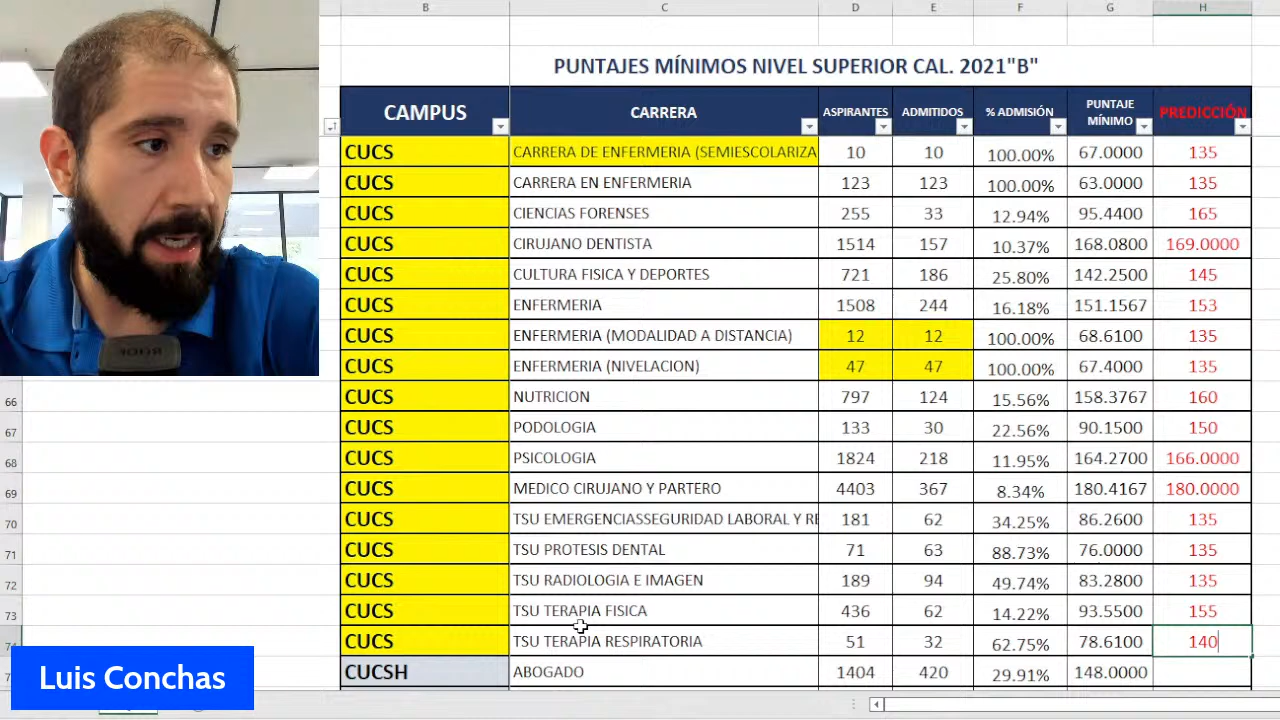 B C D E F G H
PUNTAJES MÍNIMOS NIVEL SUPERIOR CAL. 2021"B"
CAMPUS CARRERA ASPIRANTES ADMITIDOS % ADMISIÓN PUNTAJE MÍNIMO PREDICCIÓN
CUCS CARRERA DE ENFERMERIA (SEMIESCOLARIZA 10 10 100.00% 67.0000 135
CUCS CARRERA EN ENFERMERIA 123 123 100.00% 63.0000 135
CUCS CIENCIAS FORENSES 255 33 12.94% 95.4400 165
CUCS CIRUJANO DENTISTA 1514 157 10.37% 168.0800 169.0000
CUCS CULTURA FISICA Y DEPORTES 721 186 25.80% 142.2500 145
CUCS ENFERMERIA 1508 244 16.18% 151.1567 153
CUCS ENFERMERIA (MODALIDAD A DISTANCIA) 12 12 100.00% 68.6100 135
CUCS ENFERMERIA (NIVELACION) 47 47 100.00% 67.4000 135
66 CUCS NUTRICION 797 124 15.56% 158.3767 160
67 CUCS PODOLOGIA 133 30 22.56% 90.1500 150
68 CUCS PSICOLOGIA 1824 218 11.95% 164.2700 166.0000
69 CUCS MEDICO CIRUJANO Y PARTERO 4403 367 8.34% 180.4167 180.0000
70 CUCS TSU EMERGENCIASSEGURIDAD LABORAL Y RE 181 62 34.25% 86.2600 135
71 CUCS TSU PROTESIS DENTAL 71 63 88.73% 76.0000 135
72 CUCS TSU RADIOLOGIA E IMAGEN 189 94 49.74% 83.2800 135
73 CUCS TSU TERAPIA FISICA 436 62 14.22% 93.5500 155
74 CUCS TSU TERAPIA RESPIRATORIA 51 32 62.75% 78.6100 140
CUCSH ABOGADO 1404 420 29.91% 148.0000
Luis Conchas